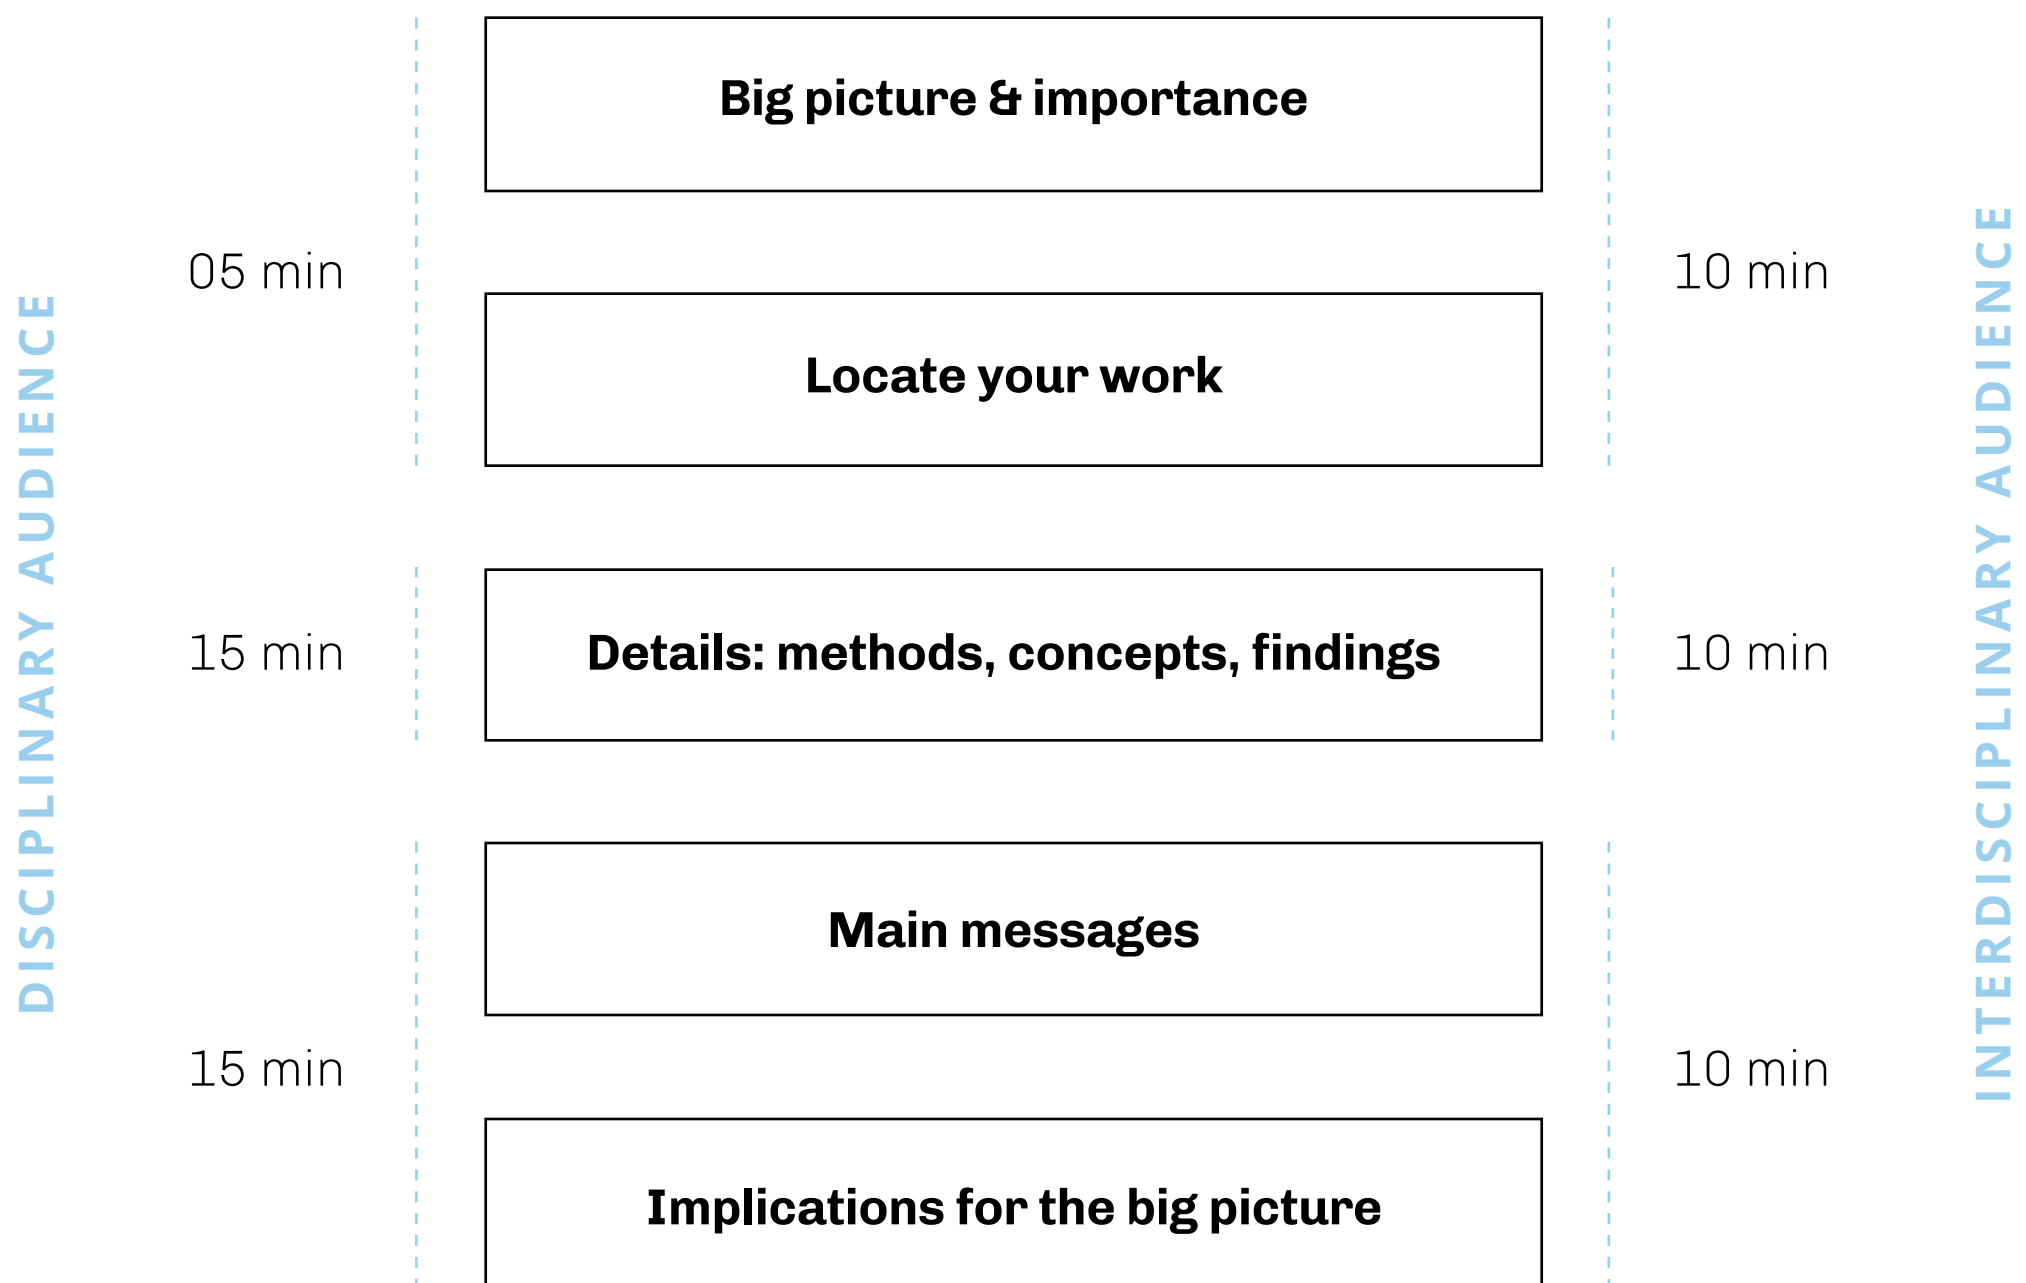 DISCIPLINARY AUDIENCE
05 min
15 min
15 min
Big picture & importance
Locate your work
Details: methods, concepts, findings
Main messages
Implications for the big picture
10 min
10 min
10 min
INTERDISCIPLINARY AUDIENCE